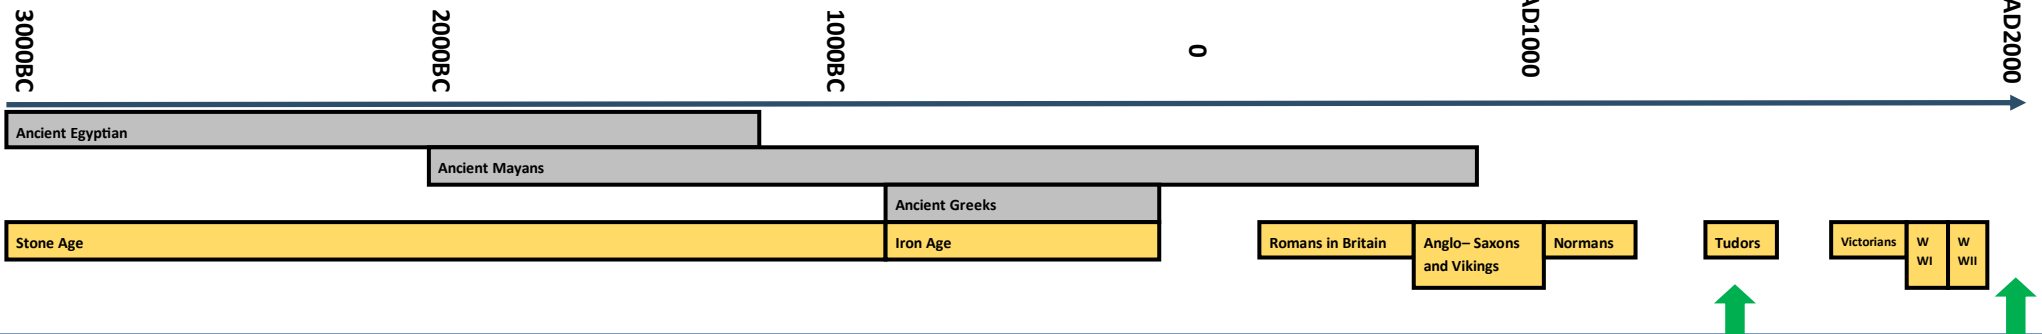 3000BC
2000BC
1000BC
0
AD1000
AD2000
Ancient Egyptian
Ancient Mayans
Ancient Greeks
Stone Age
Iron Age
Romans in Britain
Anglo– Saxons
and Vikings
Normans
Tudors
Victorians
W
WI
W
WII